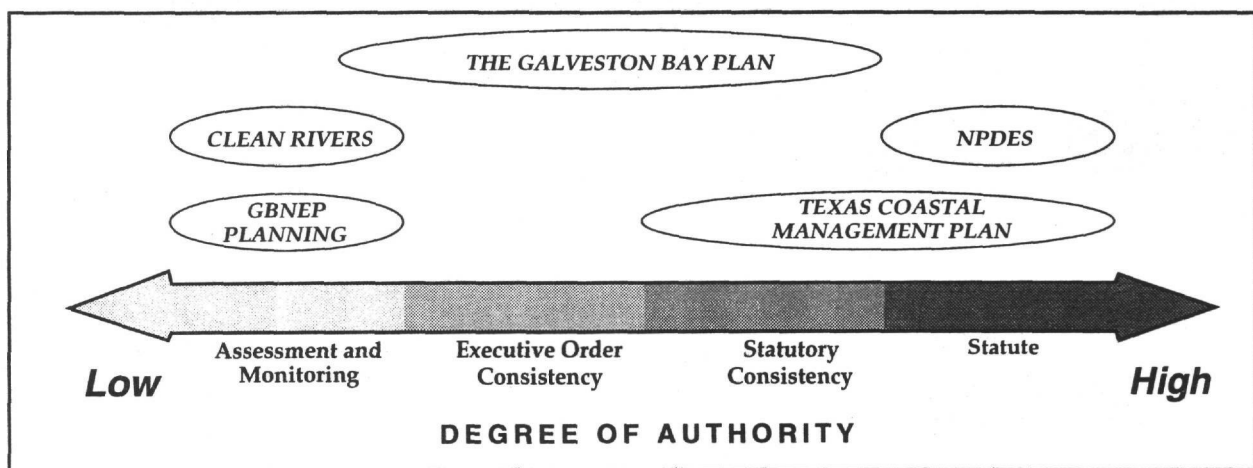 THE GALVESTON BAY PLAN
CLEAN RIVERS
NPDES
GBNEP
PLANNING
TEXAS COASTAL
MANAGEMENT PLAN
Assessment and
Monitoring
Executive Order
Consistency
Statutory
Consistency
Statute
Low
High
DEGREE OF AUTHORITY